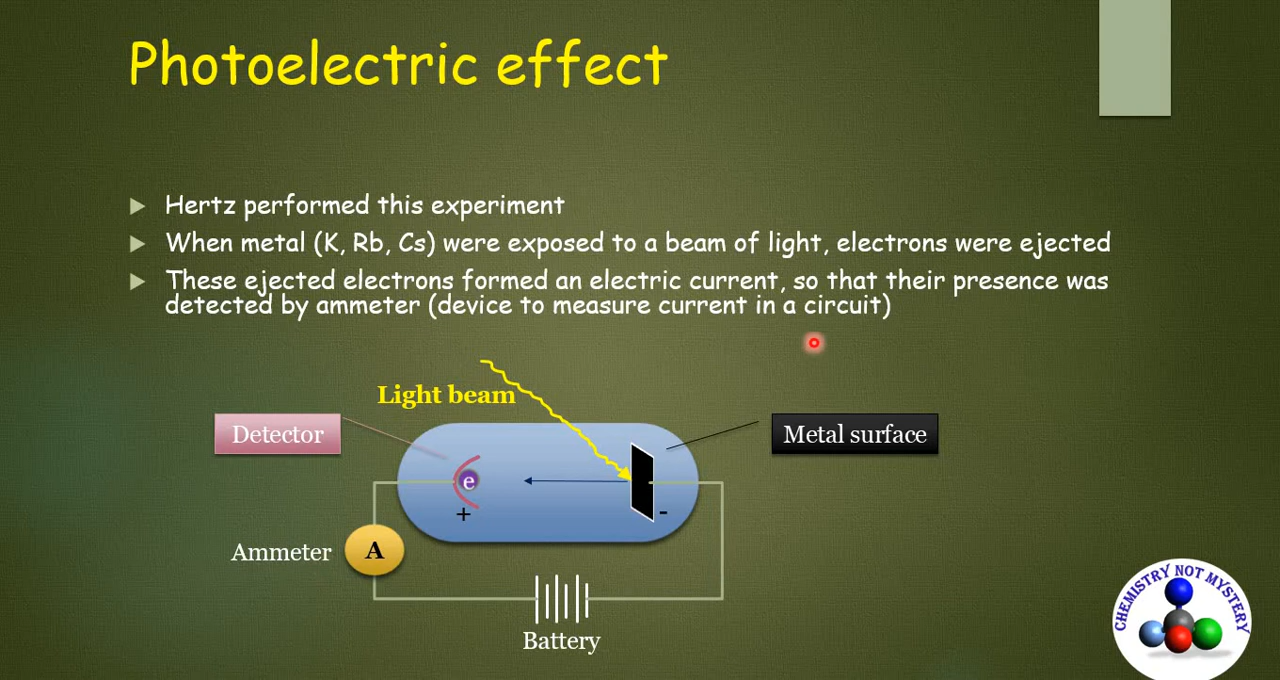 Photoelectric effect
Hertz performed this experiment
When metal (K, Rb, Cs) were exposed to a beam of light, electrons were ejected
These ejected electrons formed an electric current, so that their presence was
detected by ammeter (device to measure current in a circuit)
Light beam
Detector
Metal surface
e
+
-
Ammeter
A
Battery
CHEMISTRY NOT MYSTERY